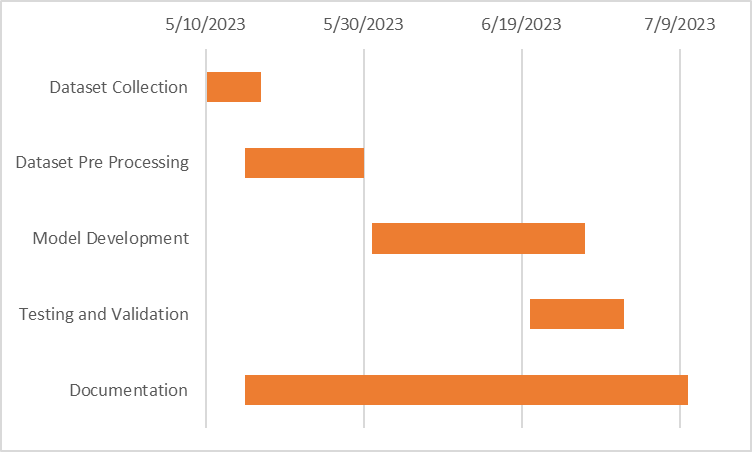 5/10/2023 5/30/2023 6/19/2023 7/9/2023
Dataset Collection
Dataset Pre Processing
Model Development
Testing and Validation
Documentation